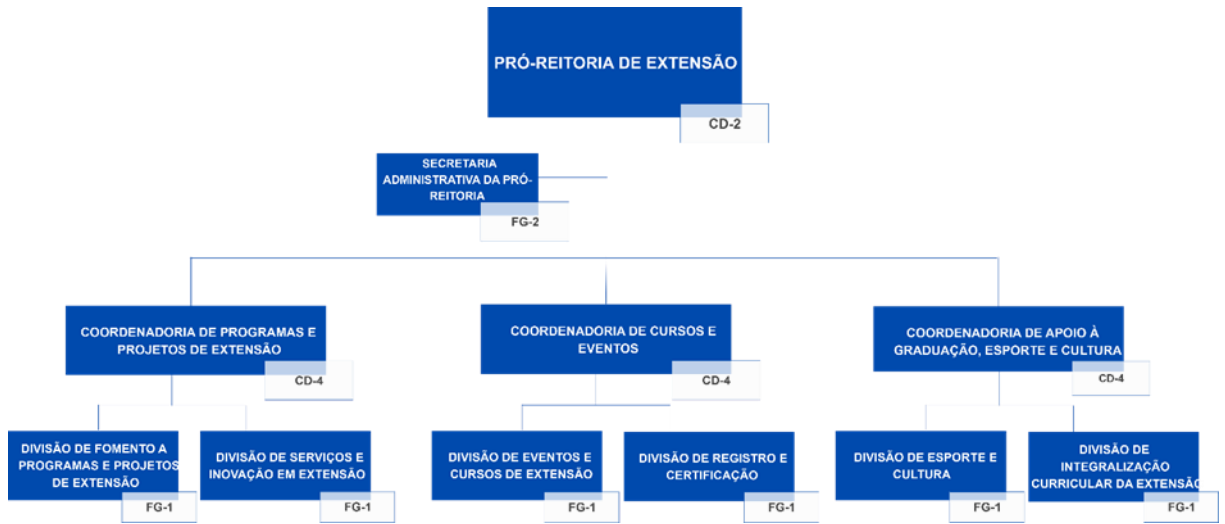 PRÓ-REITORIA DE EXTENSÃO
CD-2
SECRETARIA
ADMINISTRATIVA DA PRÓ-
REITORIA
FG-2
COORDENADORIA DE PROGRAMAS E
PROJETOS DE EXTENSÃO
CD-4
COORDENADORIA DE CURSOS E
EVENTOS
CD-4
COORDENADORIA DE APOIO À
GRADUAÇÃO, ESPORTE E CULTURA
CD-4
DIVISÃO DE FOMENTO A
PROGRAMAS E PROJETOS
DE EXTENSÃO
FG-1
DIVISÃO DE SERVIÇOS E
INOVAÇÃO EM EXTENSÃO
FG-1
DIVISÃO DE EVENTOS E
CURSOS DE EXTENSÃO
FG-1
DIVISÃO DE REGISTRO E
CERTIFICAÇÃO
FG-1
DIVISÃO DE ESPORTE E
CULTURA
FG-1
DIVISÃO DE
INTEGRALIZAÇÃO
CURRICULAR DA EXTENSÃO
FG-1